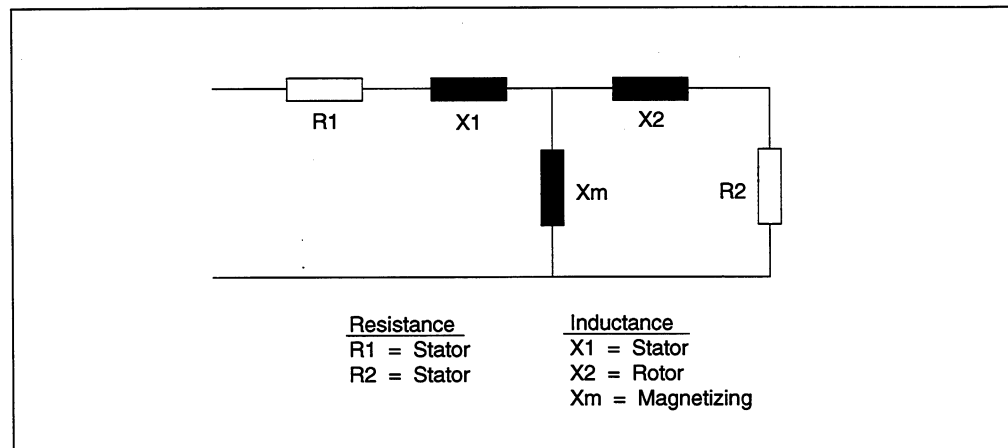 R1
X1
X2
Xm
R2
Resistance
R1 = Stator
R2 = Stator
Inductance
X1 = Stator
X2 = Rotor
Xm = Magnetizing